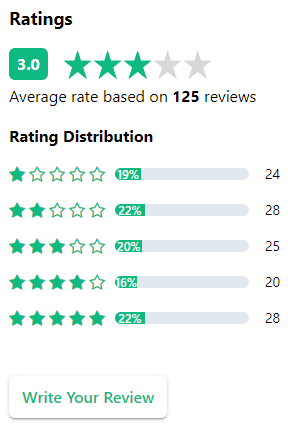 Ratings
3.0
Average rate based on 125 reviews
Rating Distribution
19% 24
22% 28
20% 25
16% 20
22% 28
Write Your Review